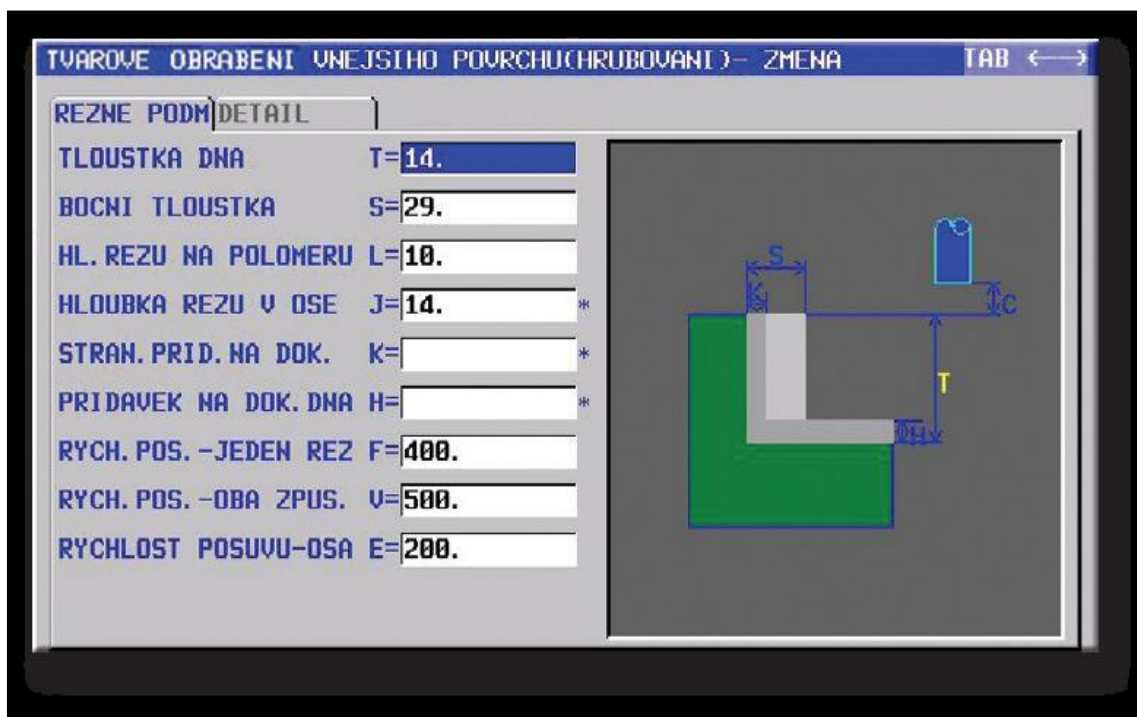 TVAROVE OBRABENI VNEJSIHO POVRCHU(HRUBOVANI)- ZMENA TAB ←→
REZNE PODM DETAIL
TLOUSTKA DNA T=14.
BOCNI TLOUSTKA S=29.
HL.REZU NA POLOMERU L=10.
HLOUBKA REZU V OSE J=14. *
STRAN.PRID.NA DOK. K= *
PRIDAVEK NA DOK.DNA H= *
RYCH.POS.-JEDEN REZ F=400.
RYCH.POS.-OBA ZPUS. V=500.
RYCHLOST POSUVU-OSA E=200.
S
K
C
T
H